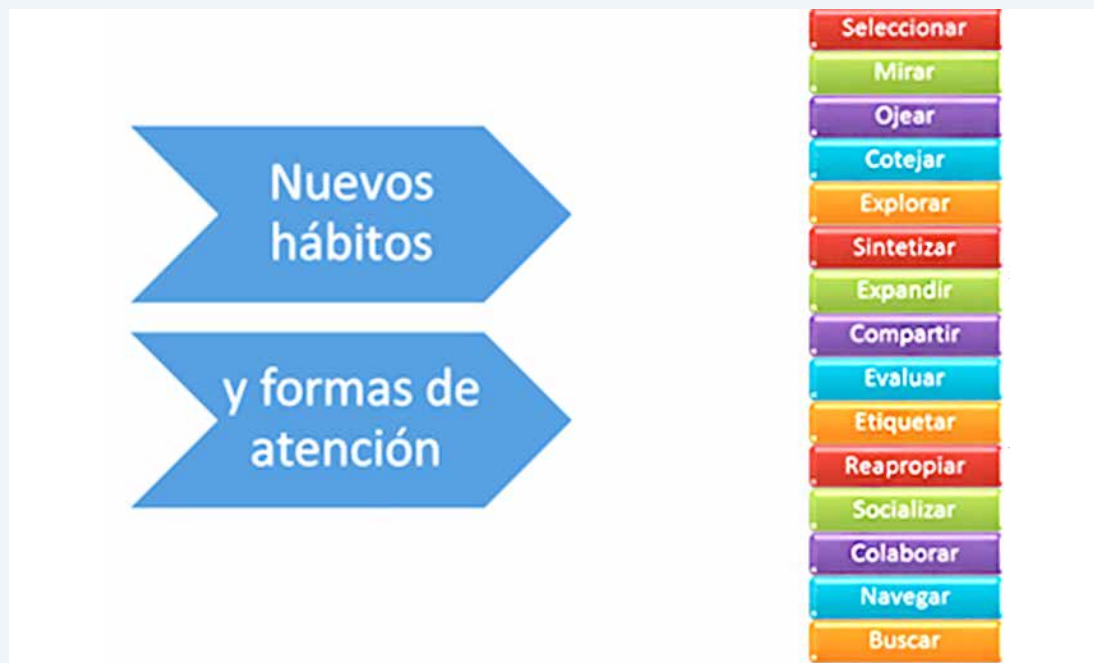 Nuevos
hábitos
y formas de
atención
Seleccionar
Mirar
Ojear
Cotejar
Explorar
Sintetizar
Expandir
Compartir
Evaluar
Etiquetar
Reapropiar
Socializar
Colaborar
Navegar
Buscar